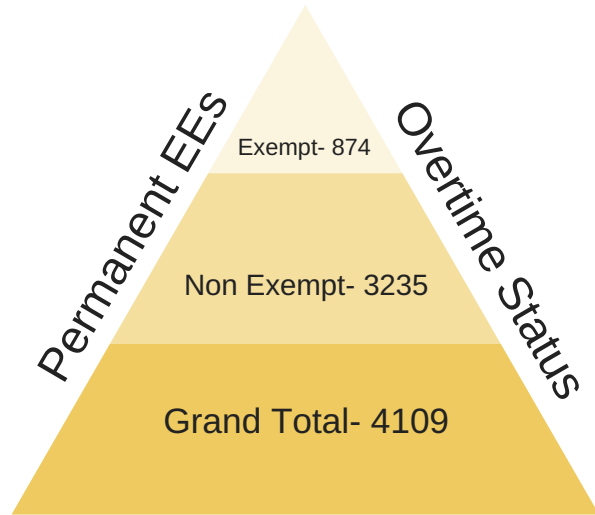 Permanent EEs
Overtime Status
Exempt- 874
Non Exempt- 3235
Grand Total- 4109